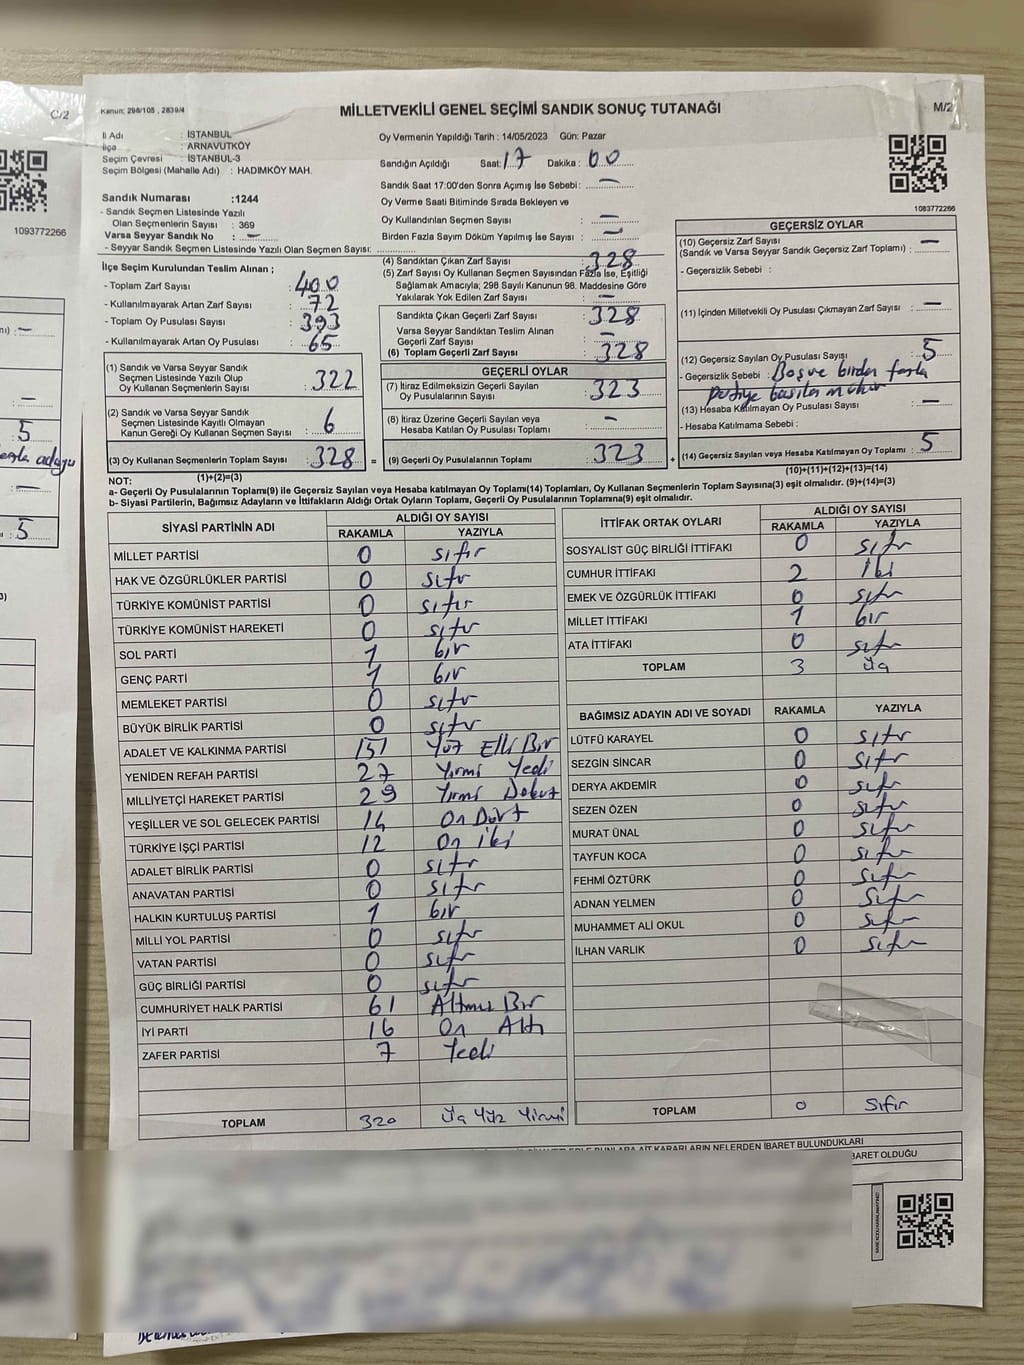 C/2
1093772266
Kanun: 298/105 , 2839/4
MİLLETVEKİLİ GENEL SEÇİMİ SANDIK SONUÇ TUTANAĞI
M/2
İl Adı : İSTANBUL
İlçe : ARNAVUTKÖY
Seçim Çevresi : İSTANBUL-3
Seçim Bölgesi (Mahalle Adı) : HADIMKÖY MAH.
Sandık Numarası :1244
- Sandık Seçmen Listesinde Yazılı
Olan Seçmenlerin Sayısı : 369
Varsa Seyyar Sandık No : —
- Seyyar Sandık Seçmen Listesinde Yazılı Olan Seçmen Sayısı:
İlçe Seçim Kurulundan Teslim Alınan ;
- Toplam Zarf Sayısı : 400
- Kullanılmayarak Artan Zarf Sayısı : 72
- Toplam Oy Pusulası Sayısı : 393
- Kullanılmayarak Artan Oy Pusulası : 65
(1) Sandık ve Varsa Seyyar Sandık
Seçmen Listesinde Yazılı Olup
Oy Kullanan Seçmenlerin Sayısı : 322
(2) Sandık ve Varsa Seyyar Sandık
Seçmen Listesinde Kayıtlı Olmayan
Kanun Gereği Oy Kullanan Seçmen Sayısı : 6
(3) Oy Kullanan Seçmenlerin Toplam Sayısı : 328 =
(1)+(2)=(3)
Oy Vermenin Yapıldığı Tarih : 14/05/2023 Gün: Pazar
Sandığın Açıldığı Saat: 17 Dakika : 00
Sandık Saat 17:00'den Sonra Açımış İse Sebebi : —
Oy Verme Saati Bitiminde Sırada Bekleyen ve
Oy Kullandırılan Seçmen Sayısı : —
Birden Fazla Sayım Döküm Yapılmış İse Sayısı : —
(4) Sandıktan Çıkan Zarf Sayısı : 328
(5) Zarf Sayısı Oy Kullanan Seçmen Sayısından Fazla İse, Eşitliği
Sağlamak Amacıyla; 298 Sayılı Kanunun 98. Maddesine Göre
Yakılarak Yok Edilen Zarf Sayısı : —
Sandıkta Çıkan Geçerli Zarf Sayısı : 328
Varsa Seyyar Sandıktan Teslim Alınan
Geçerli Zarf Sayısı : —
(6) Toplam Geçerli Zarf Sayısı : 328
GEÇERLİ OYLAR
(7) İtiraz Edilmeksizin Geçerli Sayılan
Oy Pusulalarının Sayısı : 323
(8) İtiraz Üzerine Geçerli Sayılan veya
Hesaba Katılan Oy Pusulası Toplamı : —
(9) Geçerli Oy Pusulalarının Toplamı : 323 +
1093772266
GEÇERSİZ OYLAR
(10) Geçersiz Zarf Sayısı
(Sandık ve Varsa Seyyar Sandık Geçersiz Zarf Toplamı) : —
- Geçersizlik Sebebi :
(11) İçinden Milletvekili Oy Pusulası Çıkmayan Zarf Sayısı : —
(12) Geçersiz Sayılan Oy Pusulası Sayısı : 5
- Geçersizlik Sebebi : Boş ve birden fazla
partiye basılan mühür
(13) Hesaba Katılmayan Oy Pusulası Sayısı : —
- Hesaba Katılmama Sebebi :
(14) Geçersiz Sayılan veya Hesaba Katılmayan Oy Toplamı : 5
(10)+(11)+(12)+(13)=(14)
NOT:
a- Geçerli Oy Pusulalarının Toplamı(9) ile Geçersiz Sayılan veya Hesaba katılmayan Oy Toplam(14) Toplamları, Oy Kullanan Seçmenlerin Toplam Sayısına(3) eşit olmalıdır. (9)+(14)=(3)
b- Siyasi Partilerin, Bağımsız Adayların ve İttifakların Aldığı Ortak Oyların Toplamı, Geçerli Oy Pusulalarının Toplamına(9) eşit olmalıdır.
SİYASİ PARTİNİN ADI ALDIĞI OY SAYISI
RAKAMLA YAZIYLA
MİLLET PARTİSİ 0 sıfır
HAK VE ÖZGÜRLÜKLER PARTİSİ 0 sıfır
TÜRKİYE KOMÜNİST PARTİSİ 0 sıfır
TÜRKİYE KOMÜNİST HAREKETİ 0 sıfır
SOL PARTİ 1 bir
GENÇ PARTİ 1 bir
MEMLEKET PARTİSİ 0 sıfır
BÜYÜK BİRLİK PARTİSİ 0 sıfır
ADALET VE KALKINMA PARTİSİ 151 Yüz Elli Bir
YENİDEN REFAH PARTİSİ 27 Yirmi Yedi
MİLLİYETÇİ HAREKET PARTİSİ 29 Yirmi Dokuz
YEŞİLLER VE SOL GELECEK PARTİSİ 14 On Dört
TÜRKİYE İŞÇİ PARTİSİ 12 On iki
ADALET BİRLİK PARTİSİ 0 sıfır
ANAVATAN PARTİSİ 0 sıfır
HALKIN KURTULUŞ PARTİSİ 1 bir
MİLLİ YOL PARTİSİ 0 sıfır
VATAN PARTİSİ 0 sıfır
GÜÇ BİRLİĞİ PARTİSİ 0 sıfır
CUMHURİYET HALK PARTİSİ 61 Altmış Bir
İYİ PARTİ 16 On Altı
ZAFER PARTİSİ 7 Yedi
TOPLAM 320 Üç Yüz Yirmi
İTTİFAK ORTAK OYLARI ALDIĞI OY SAYISI
RAKAMLA YAZIYLA
SOSYALİST GÜÇ BİRLİĞİ İTTİFAKI 0 sıfır
CUMHUR İTTİFAKI 2 İki
EMEK VE ÖZGÜRLÜK İTTİFAKI 0 sıfır
MİLLET İTTİFAKI 1 bir
ATA İTTİFAKI 0 sıfır
TOPLAM 3 üç
BAĞIMSIZ ADAYIN ADI VE SOYADI RAKAMLA YAZIYLA
LÜTFÜ KARAYEL 0 sıfır
SEZGİN SİNCAR 0 sıfır
DERYA AKDEMİR 0 sıfır
SEZEN ÖZEN 0 sıfır
MURAT ÜNAL 0 sıfır
TAYFUN KOCA 0 sıfır
FEHMİ ÖZTÜRK 0 sıfır
ADNAN YELMEN 0 sıfır
MUHAMMET ALİ OKUL 0 sıfır
İLHAN VARLIK 0 sıfır
TOPLAM 0 Sıfır
KARARLARIN NELERDEN İBARET BULUNDUKLARI
BARET OLDUĞU